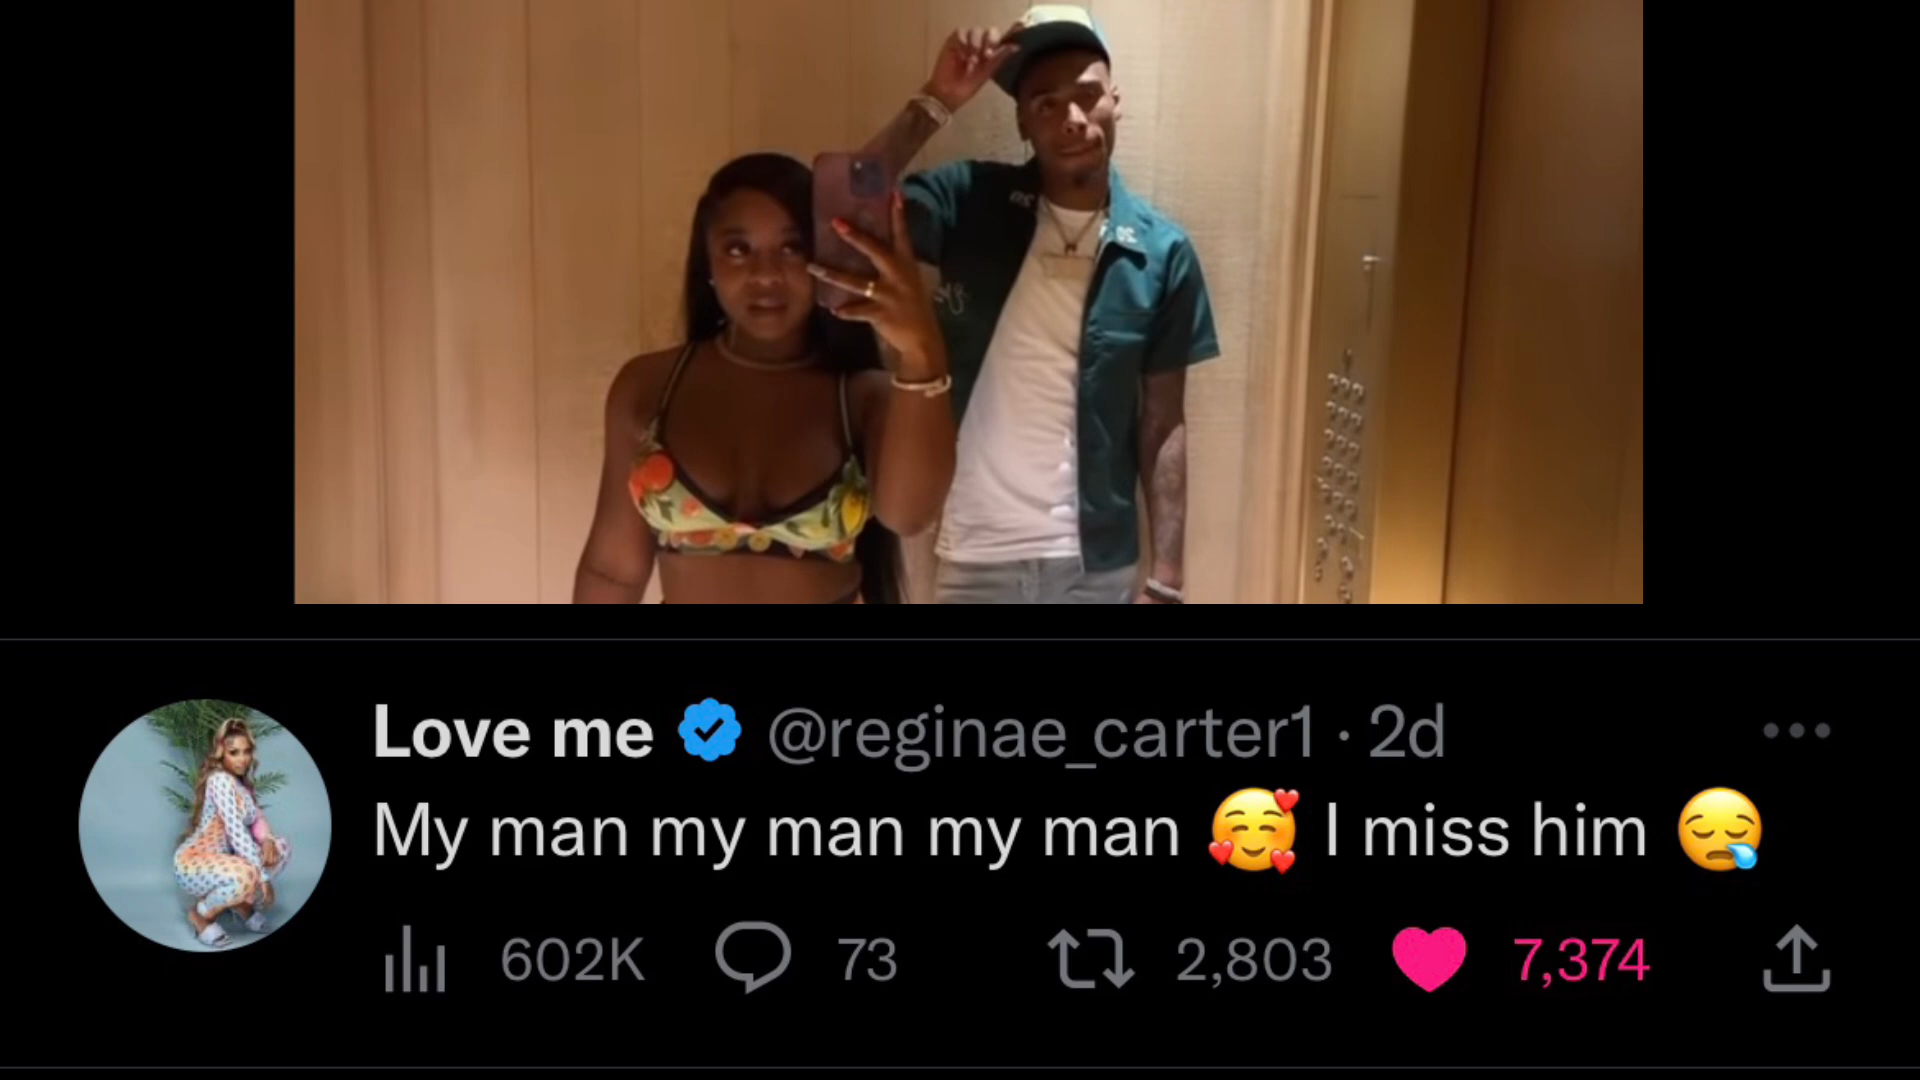 Love me @reginae_carter1 · 2d
My man my man my man 🥰 I miss him 😪
602K 73 2,803 7,374